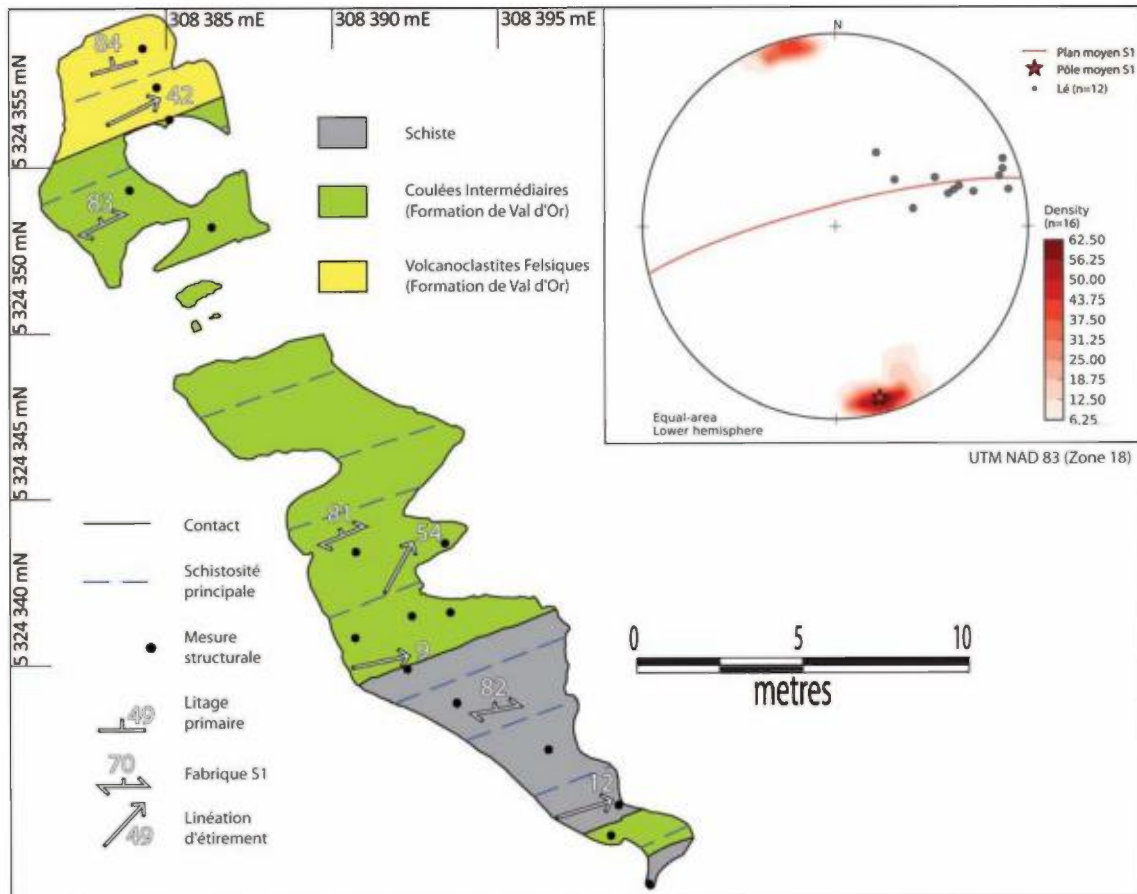 308 385 mE
308 390 mE
308 395 mE
5 324 355 mN
5 324 350 mN
5 324 345 mN
5 324 340 mN
84
42
83
81
54
9
82
12
Schiste
Coulées Intermédiaires
(Formation de Val d'Or)
Volcanoclastites Felsiques
(Formation de Val d'Or)
N
Plan moyen S1
Pôle moyen S1
Lé (n=12)
Density
(n=16)
62.50
56.25
50.00
43.75
37.50
31.25
25.00
18.75
12.50
6.25
Equal-area
Lower hemisphere
UTM NAD 83 (Zone 18)
Contact
Schistosité
principale
Mesure
structurale
49
Litage
primaire
70
Fabrique S1
49
Linéation
d'étirement
0
5
10
metres